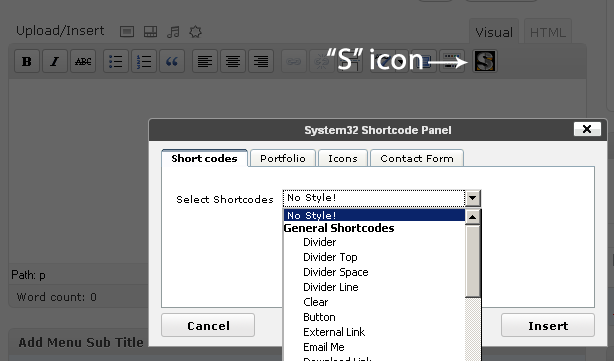 Upload/Insert
Visual HTML
B I ABC
“S” icon
System32 Shortcode Panel
X
Short codes Portfolio Icons Contact Form
Select Shortcodes No Style!
No Style!
General Shortcodes
Divider
Divider Top
Divider Space
Divider Line
Clear
Button
External Link
Email Me
Download Link
Path: p
Word count: 0
Cancel Insert
Add Menu Sub Title